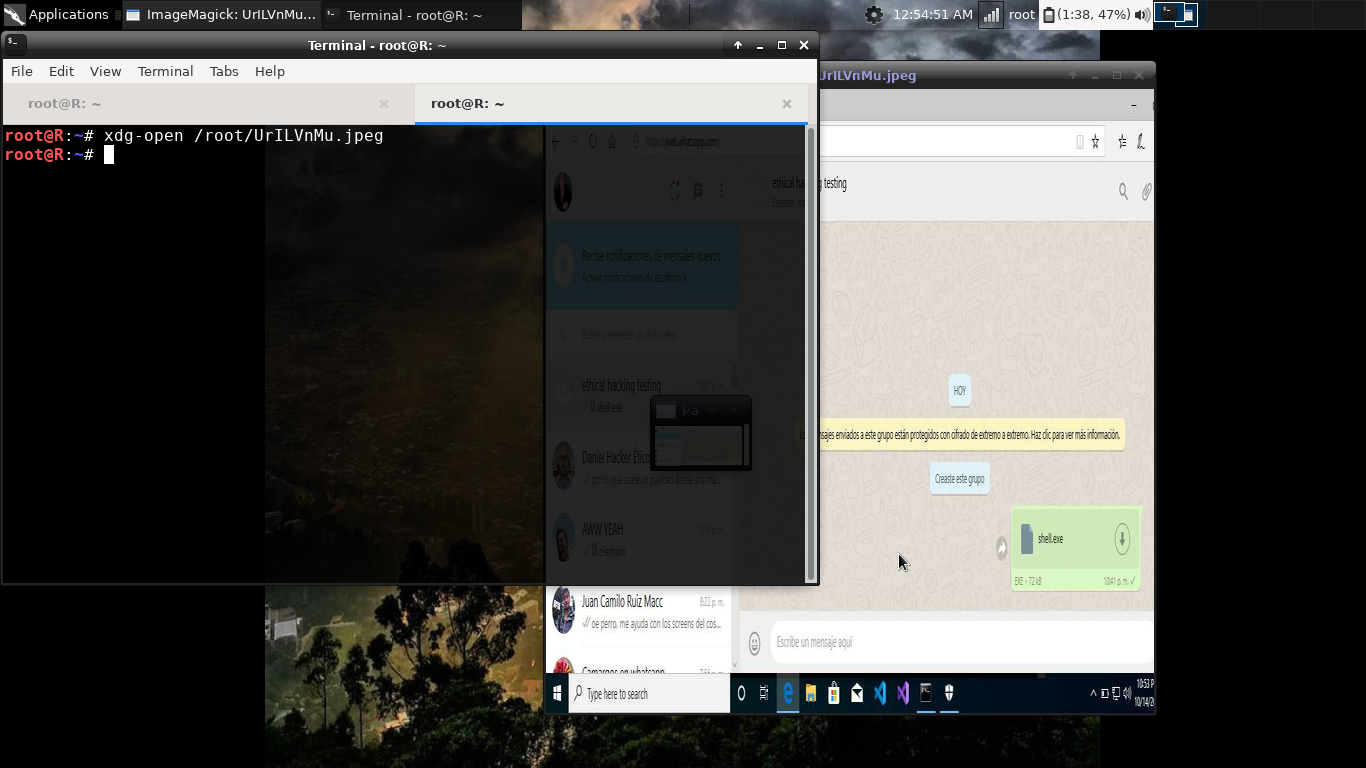 Applications
ImageMagick: UrILVnMu...
Terminal - root@R: ~
12:54:51 AM
root
(1:38, 47%)
Terminal - root@R: ~
UrILVnMu.jpeg
File Edit View Terminal Tabs Help
root@R: ~
root@R: ~
root@R:~# xdg-open /root/UrILVnMu.jpeg
root@R:~#
https://web.whatsapp.com/
ethical hacking testing
Recibe notificaciones de mensajes nuevos
Activar notificaciones de escritorio
Buscar o empezar un chat nuevo
ethical hacking testing
shell.exe
Pa
Daniel Hacker Ético
por lo que usaré un payload desde una ma...
AWW YEAH
client.bin
Juan Camilo Ruiz Macc
8:22 p. m.
oe perro, me ayuda con los screens del cos...
Camargos en whatsapp
HOY
mensajes enviados a este grupo están protegidos con cifrado de extremo a extremo. Haz clic para ver más información.
Creaste este grupo
shell.exe
EXE • 72 kB
10:41 p. m.
Escribe un mensaje aquí
Type here to search
10:53 P
10/14/2